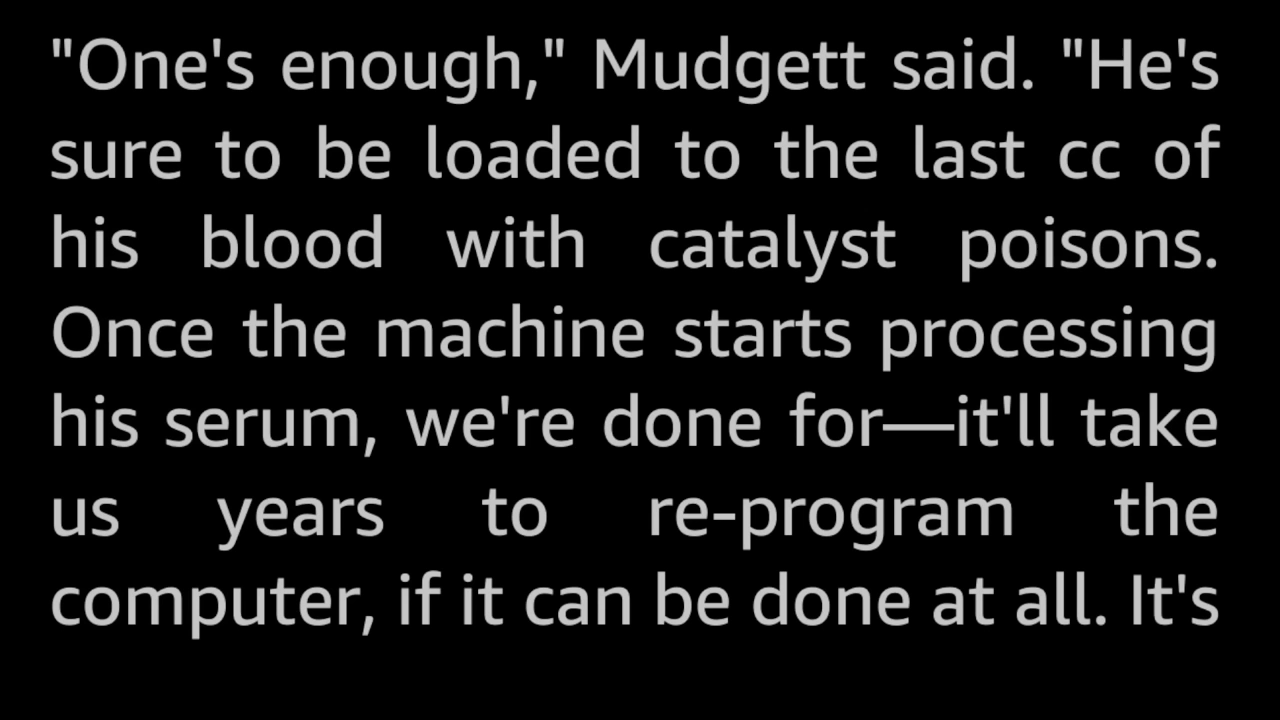 "One's enough," Mudgett said. "He's
sure to be loaded to the last cc of
his blood with catalyst poisons.
Once the machine starts processing
his serum, we're done for—it'll take
us years to re-program the
computer, if it can be done at all. It's